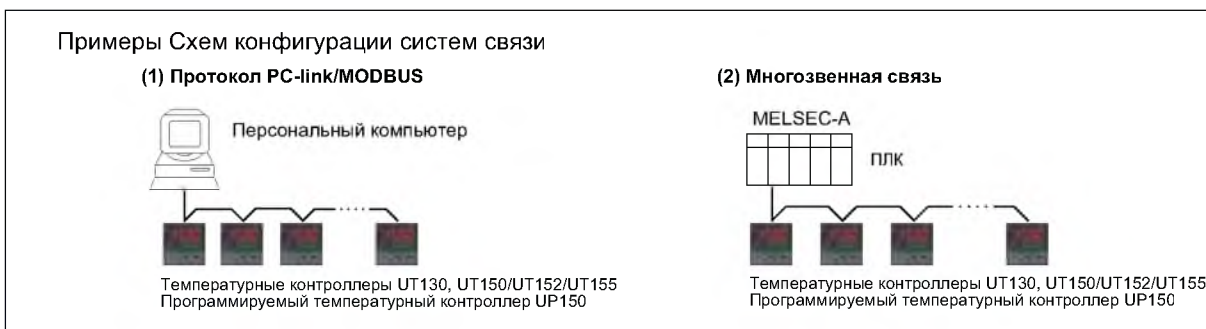 Примеры Схем конфигурации систем связи
(1) Протокол PC-link/MODBUS
Персональный компьютер
Температурные контроллеры UT130, UT150/UT152/UT155
Программируемый температурный контроллер UP150
(2) Многозвенная связь
MELSEC-A
ПЛК
Температурные контроллеры UT130, UT150/UT152/UT155
Программируемый температурный контроллер UP150